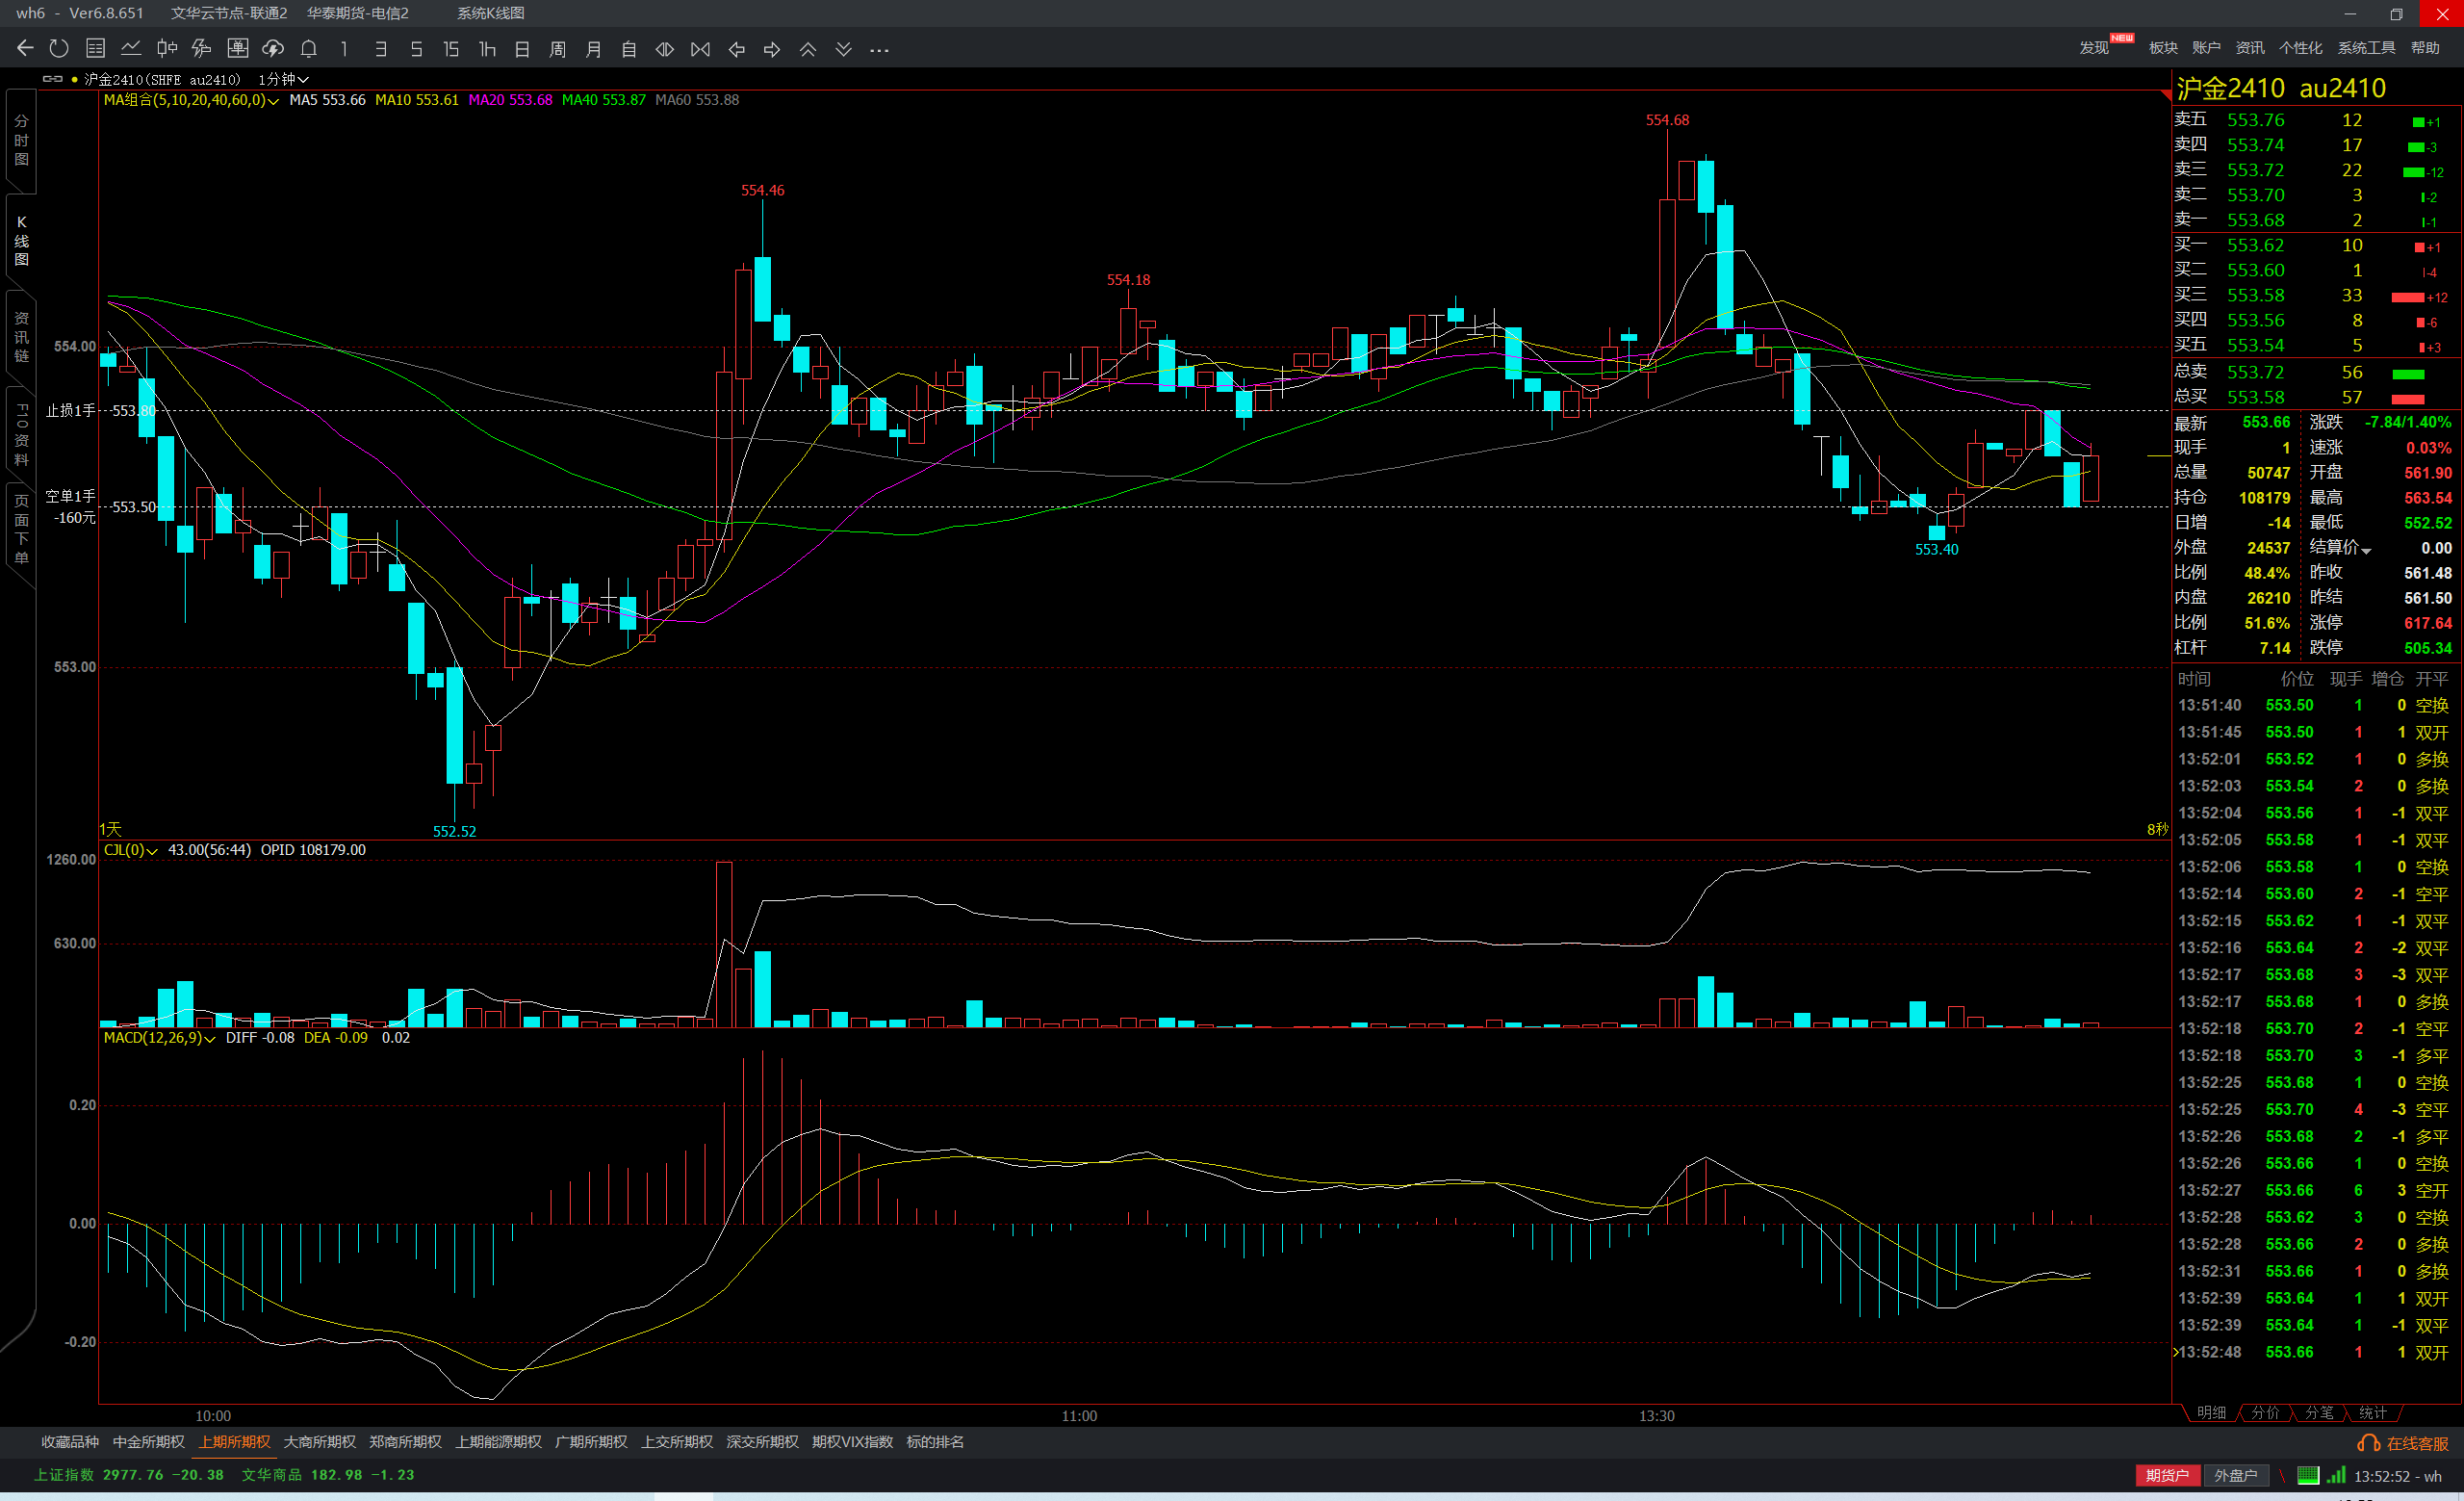 wh6 - Ver6.8.651 文华云节点-联通2 华泰期货-电信2 系统K线图
1 3 5 15 1h 日 周 月 自 ... 发现 NEW 板块 账户 资讯 个性化 系统工具 帮助
沪金2410(SHFE au2410) 1分钟
MA组合(5,10,20,40,60,0) MA5 553.66 MA10 553.61 MA20 553.68 MA40 553.87 MA60 553.88
分时图
K线图
资讯链
F10资料
页面下单
554.68
554.46
554.18
554.00
止损1手 553.80
空单1手 553.50
-160元
553.40
553.00
552.52
1天
8秒
CJL(0) 43.00(56:44) OPID 108179.00
1260.00
630.00
MACD(12,26,9) DIFF -0.08 DEA -0.09 0.02
0.20
0.00
-0.20
10:00 11:00 13:30
沪金2410 au2410
卖五 553.76 12 +1
卖四 553.74 17 -3
卖三 553.72 22 -12
卖二 553.70 3 -2
卖一 553.68 2 -1
买一 553.62 10 +1
买二 553.60 1 -4
买三 553.58 33 +12
买四 553.56 8 -6
买五 553.54 5 +3
总卖 553.72 56
总买 553.58 57
最新 553.66 涨跌 -7.84/1.40%
现手 1 速涨 0.03%
总量 50747 开盘 561.90
持仓 108179 最高 563.54
日增 -14 最低 552.52
外盘 24537 结算价 0.00
比例 48.4% 昨收 561.48
内盘 26210 昨结 561.50
比例 51.6% 涨停 617.64
杠杆 7.14 跌停 505.34
时间 价位 现手 增仓 开平
13:51:40 553.50 1 0 空换
13:51:45 553.50 1 1 双开
13:52:01 553.52 1 0 多换
13:52:03 553.54 2 0 多换
13:52:04 553.56 1 -1 双平
13:52:05 553.58 1 -1 双平
13:52:06 553.58 1 0 空换
13:52:14 553.60 2 -1 空平
13:52:15 553.62 1 -1 双平
13:52:16 553.64 2 -2 双平
13:52:17 553.68 3 -3 双平
13:52:17 553.68 1 0 多换
13:52:18 553.70 2 -1 空平
13:52:18 553.70 3 -1 多平
13:52:25 553.68 1 0 空换
13:52:25 553.70 4 -3 空平
13:52:26 553.68 2 -1 多平
13:52:26 553.66 1 0 空换
13:52:27 553.66 6 3 空开
13:52:28 553.62 3 0 空换
13:52:28 553.66 2 0 多换
13:52:31 553.66 1 0 多换
13:52:39 553.64 1 1 双开
13:52:39 553.64 1 -1 双平
13:52:48 553.66 1 1 双开
明细 分价 分笔 统计
收藏品种 中金所期权 上期所期权 大商所期权 郑商所期权 上期能源期权 广期所期权 上交所期权 深交所期权 期权VIX指数 标的排名 在线客服
上证指数 2977.76 -20.38 文华商品 182.98 -1.23 期货户 外盘户 13:52:52 - wh